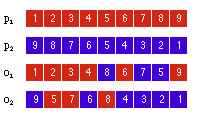 P₁ 1 2 3 4 5 6 7 8 9
P₂ 9 8 7 6 5 4 3 2 1
O₁ 1 2 3 4 8 6 7 5 9
O₂ 9 5 7 6 8 4 3 2 1